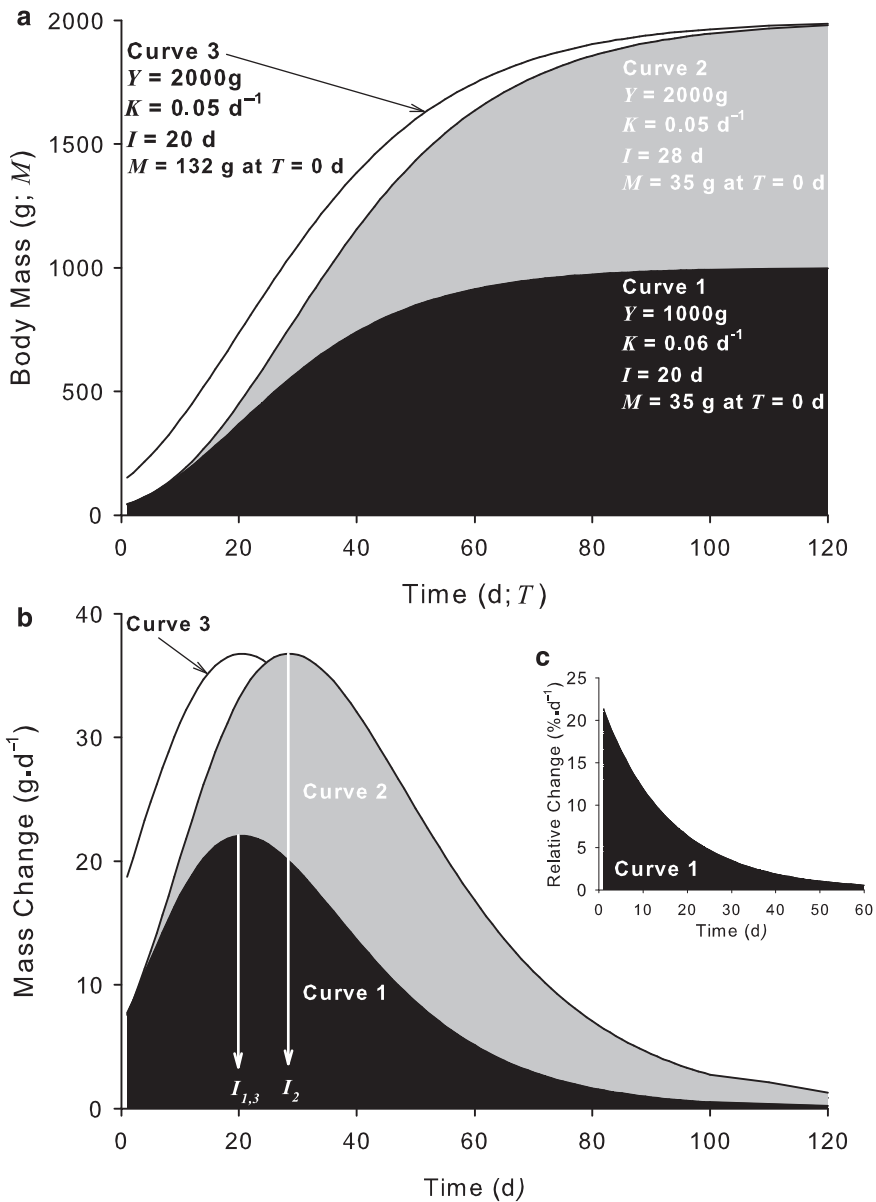 a
2000
1500
1000
500
0
Body Mass (g; M)
Curve 3
Y = 2000g
K = 0.05 d⁻¹
I = 20 d
M = 132 g at T = 0 d
Curve 2
Y = 2000g
K = 0.05 d⁻¹
I = 28 d
M = 35 g at T = 0 d
Curve 1
Y = 1000g
K = 0.06 d⁻¹
I = 20 d
M = 35 g at T = 0 d
0 20 40 60 80 100 120
Time (d; T)
b
40
30
20
10
0
Mass Change (g▪d⁻¹)
Curve 3
Curve 2
Curve 1
I1,3 I2
0 20 40 60 80 100 120
Time (d)
c
25
20
15
10
5
0
Relative Change (%▪d⁻¹)
Curve 1
0 10 20 30 40 50 60
Time (d)